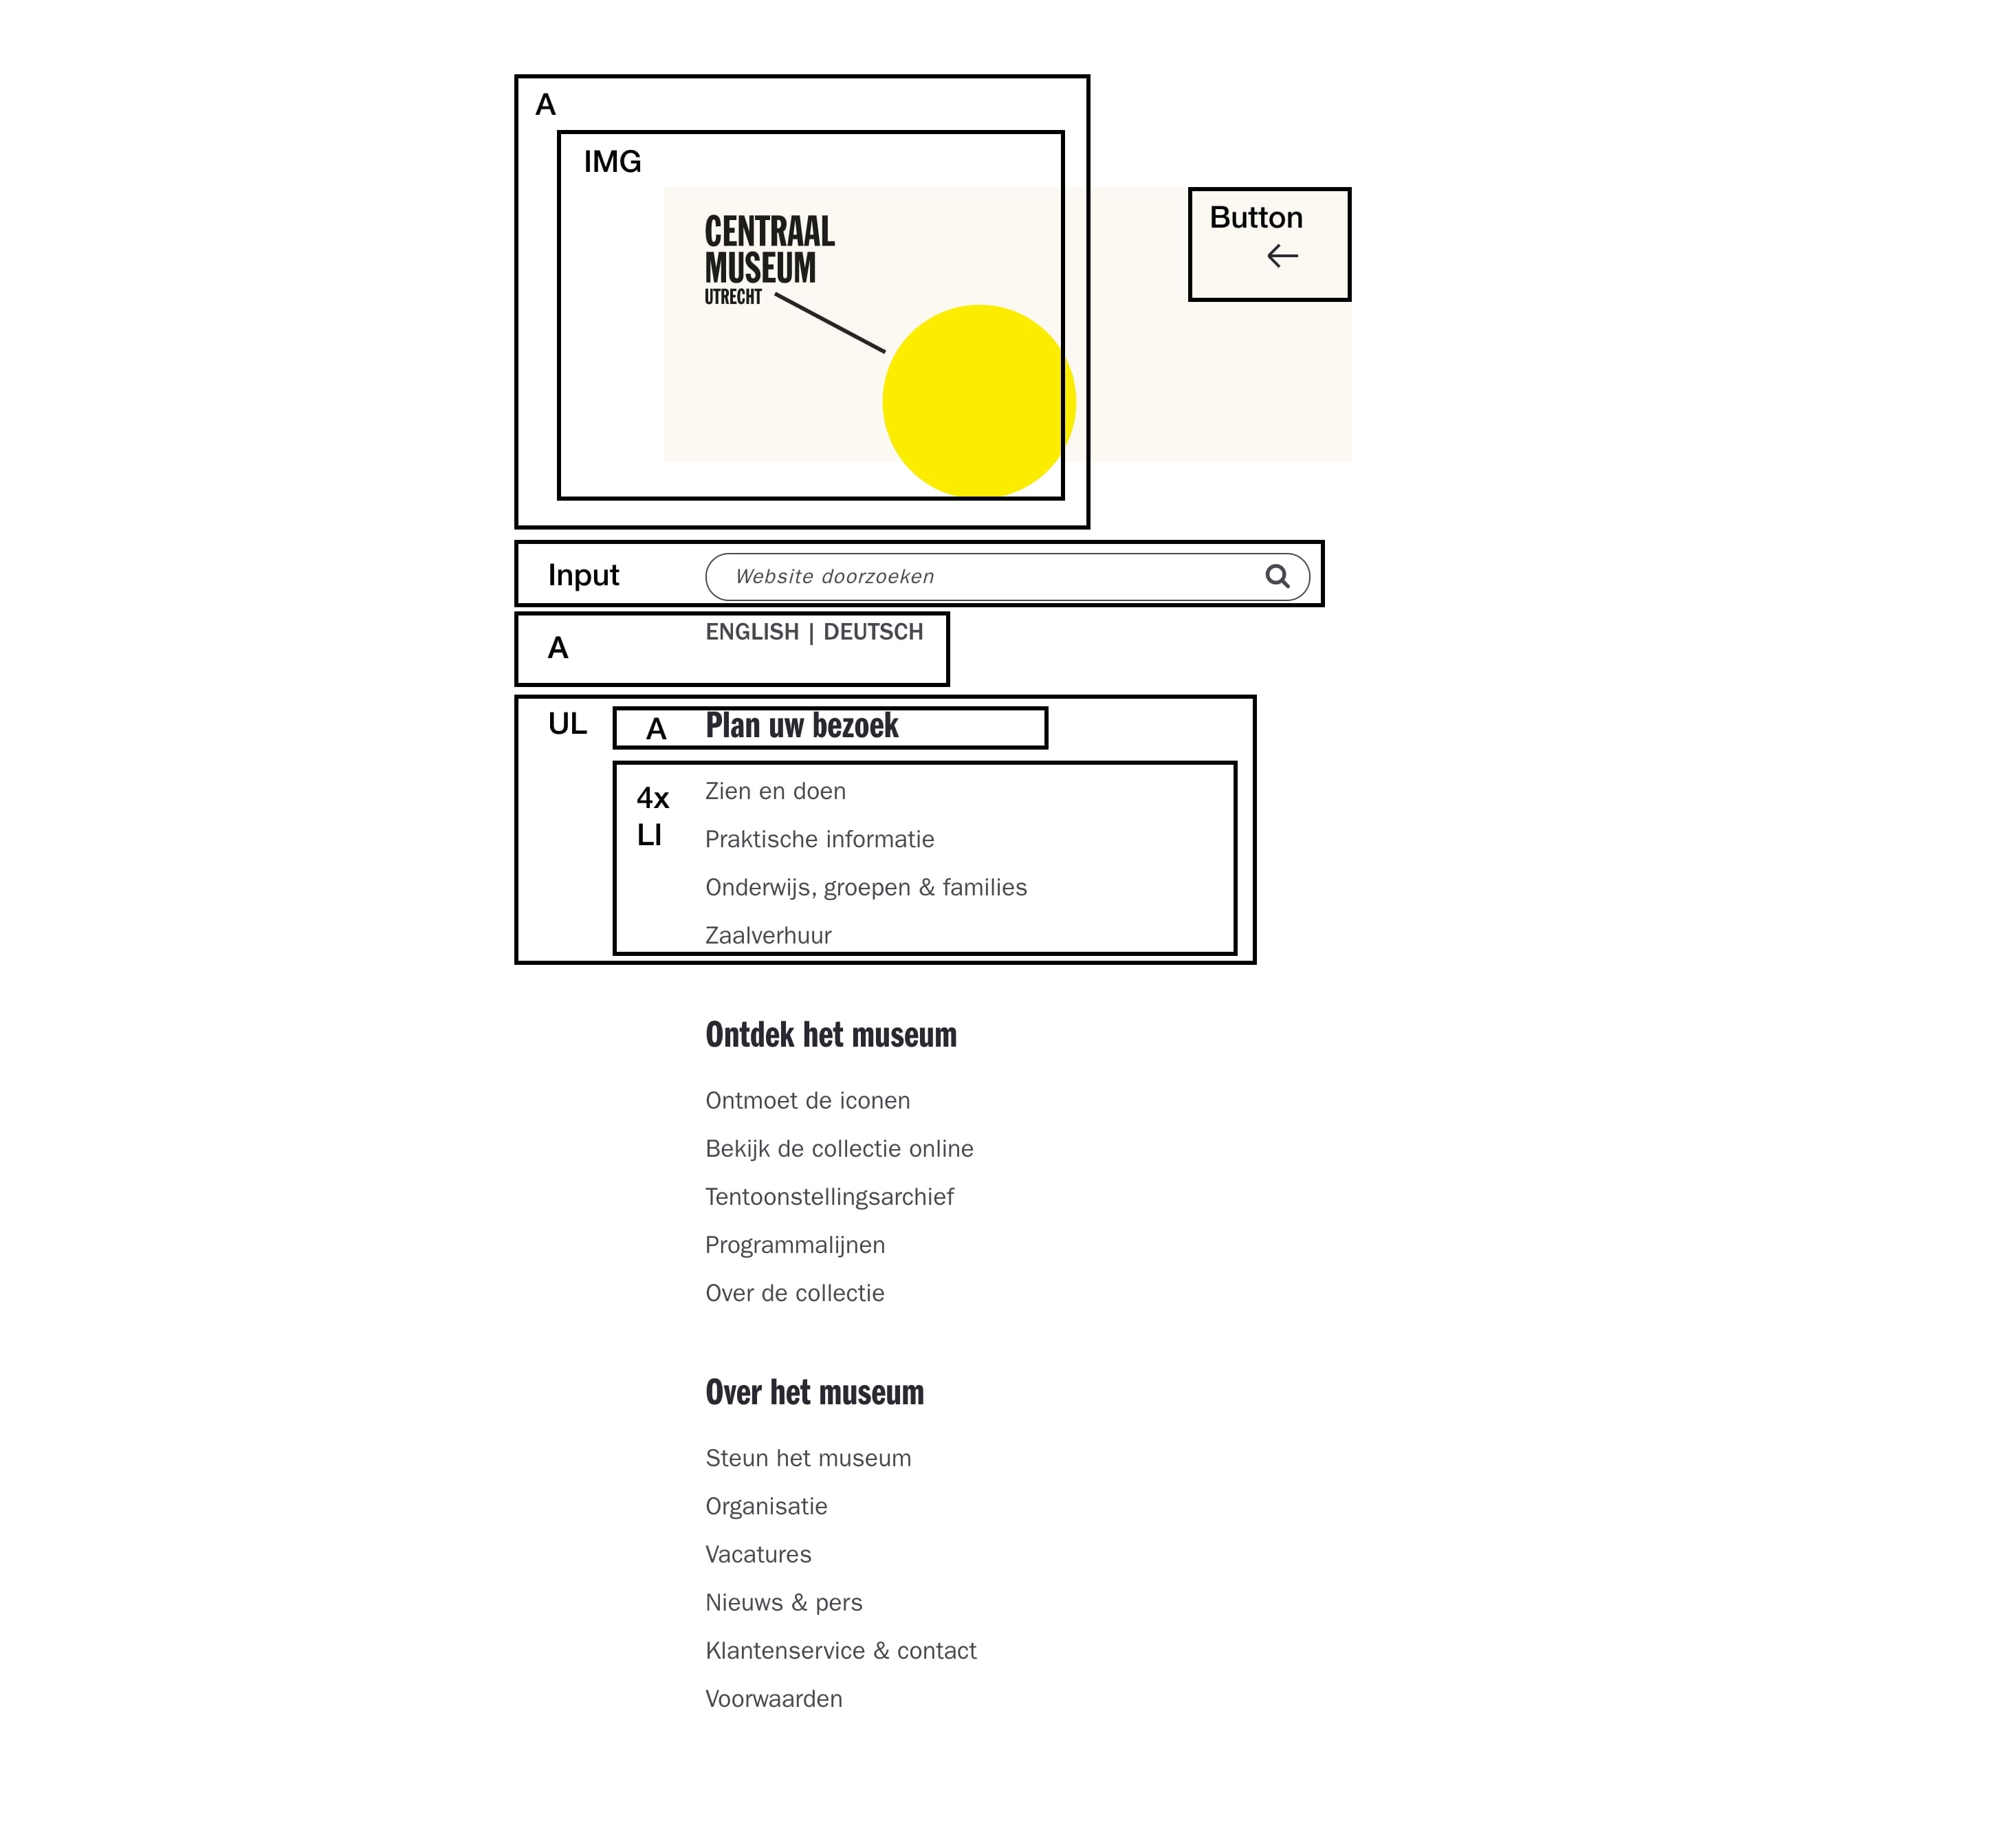 A
IMG
CENTRAAL
MUSEUM
UTRECHT
Button
Input
Website doorzoeken
A
ENGLISH | DEUTSCH
UL
A
Plan uw bezoek
4x
LI
Zien en doen
Praktische informatie
Onderwijs, groepen & families
Zaalverhuur
Ontdek het museum
Ontmoet de iconen
Bekijk de collectie online
Tentoonstellingsarchief
Programmalijnen
Over de collectie
Over het museum
Steun het museum
Organisatie
Vacatures
Nieuws & pers
Klantenservice & contact
Voorwaarden